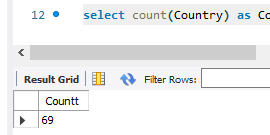 12 select count(Country) as Co
Result Grid Filter Rows:
Countt
69